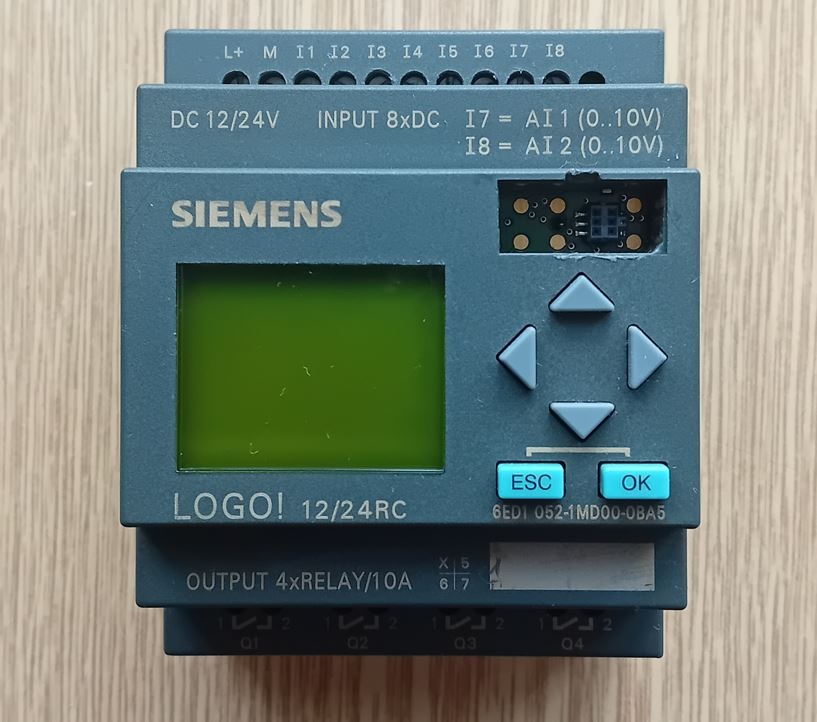 L+ M I1 I2 I3 I4 I5 I6 I7 I8
DC 12/24V INPUT 8xDC I7 = AI 1 (0..10V)
I8 = AI 2 (0..10V)
SIEMENS
ESC OK
LOGO! 12/24RC
6ED1 052-1MD00-0BA5
OUTPUT 4xRELAY/10A
X 5
6 7
1 2 1 2 1 2 1 2
Q1 Q2 Q3 Q4